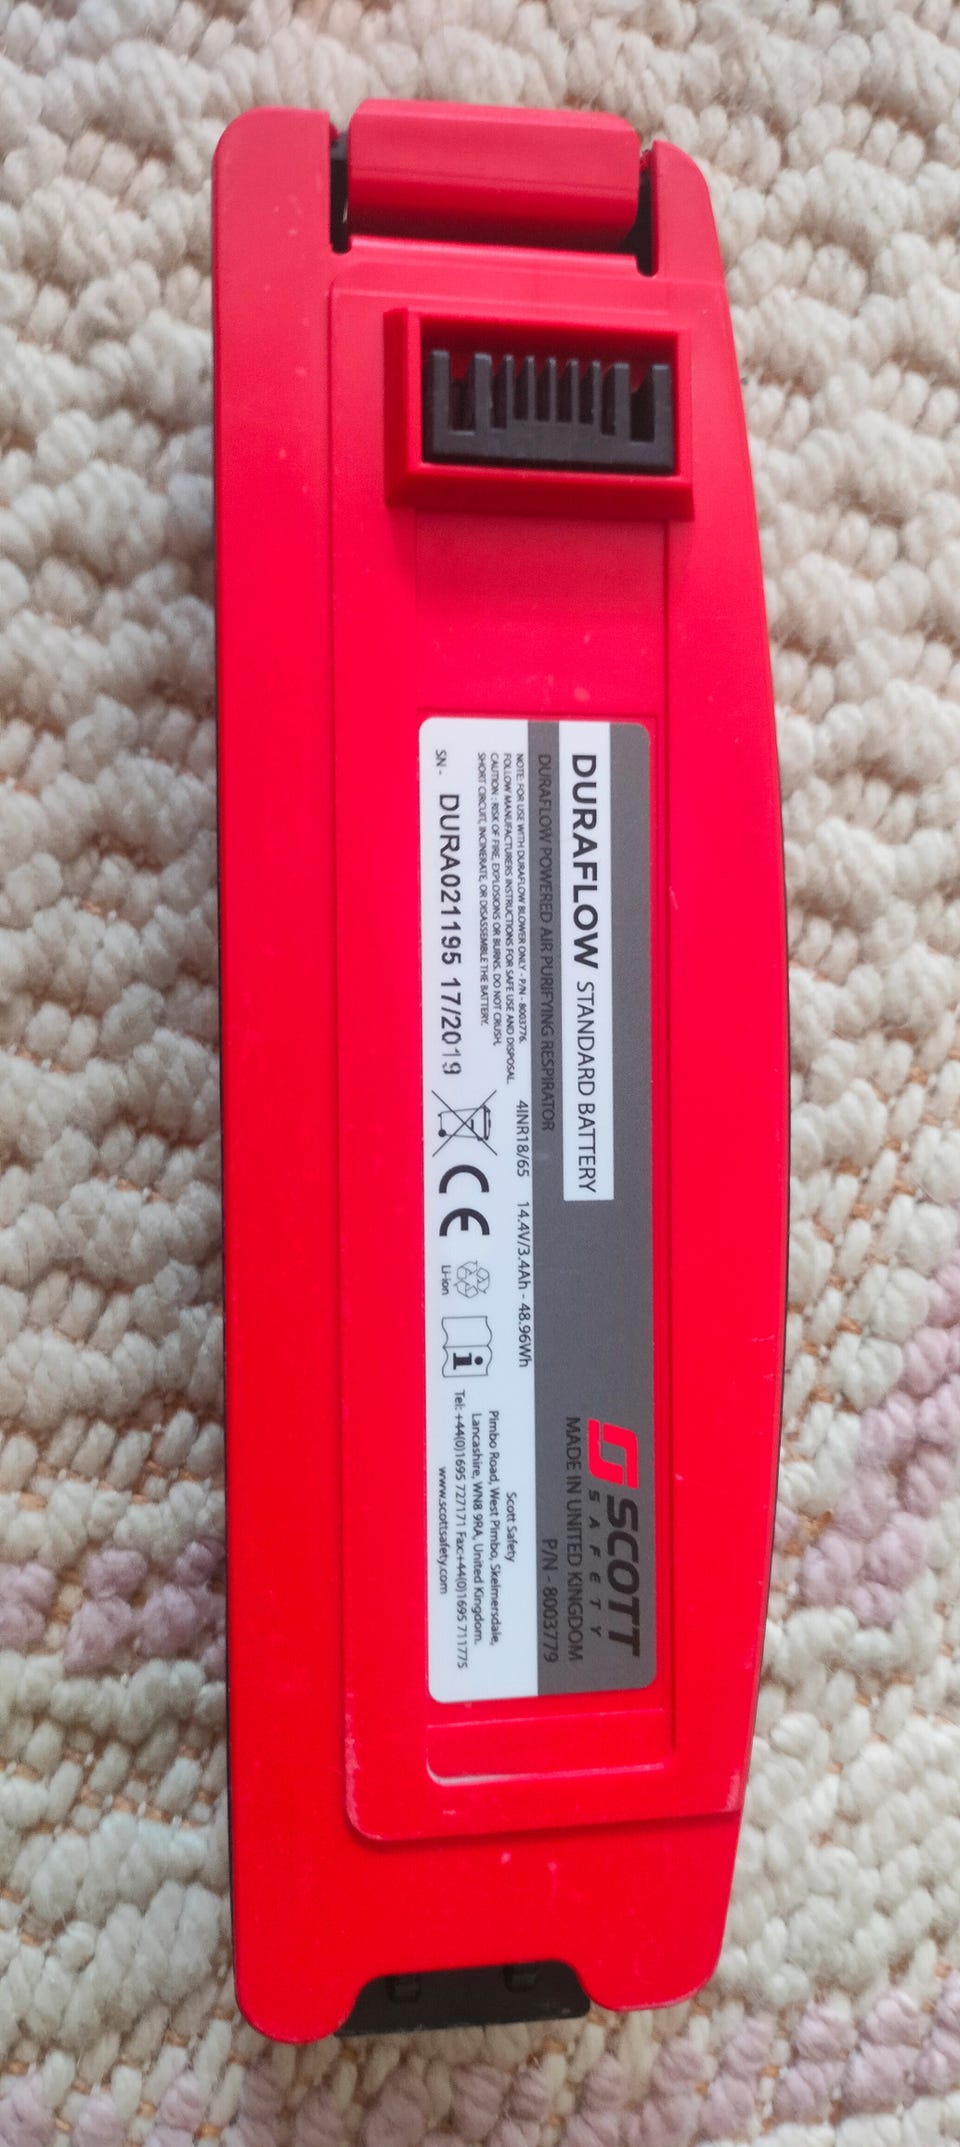 DURAFLOW STANDARD BATTERY
DURAFLOW POWERED AIR PURIFYING RESPIRATOR
SCOTT
SAFETY
MADE IN UNITED KINGDOM
P/N - 8003779
NOTE: FOR USE WITH DURAFLOW BLOWER ONLY - P/N - 8003776.
FOLLOW MANUFACTURERS INSTRUCTIONS FOR SAFE USE AND DISPOSAL.
CAUTION : RISK OF FIRE, EXPLOSIONS OR BURNS. DO NOT CRUSH,
SHORT CIRCUIT, INCINERATE, OR DISASSEMBLE THE BATTERY.
4INR18/65 14.4V/3.4Ah - 48.96Wh
SN - DURA021195 17/2019
CE
Li-ion
i
Scott Safety
Pimbo Road, West Pimbo, Skelmersdale,
Lancashire, WN8 9RA, United Kingdom.
Tel: +44(0)1695 727171 Fax:+44(0)1695 711775
www.scottsafety.com